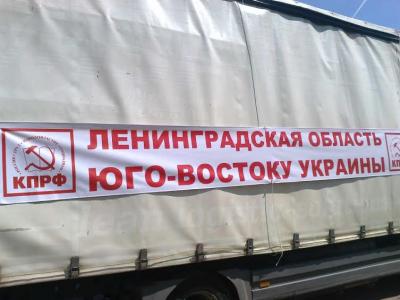 ЛЕНИНГРАДСКАЯ ОБЛАСТЬ
ЮГО-ВОСТОКУ УКРАИНЫ
КПРФ